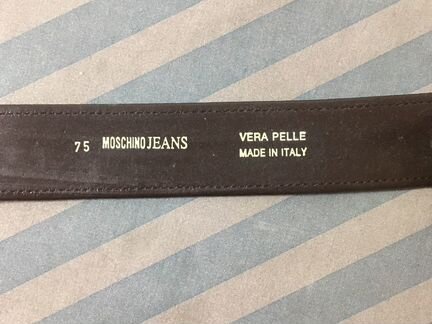 75 MOSCHINO JEANS
VERA PELLE
MADE IN ITALY